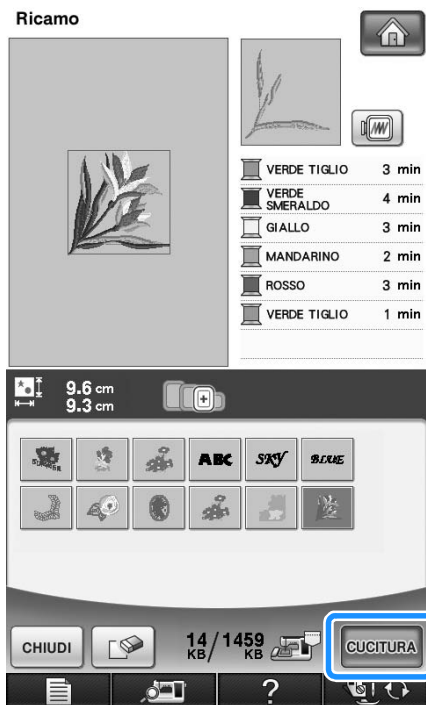 Ricamo
VERDE TIGLIO 3 min
VERDE SMERALDO 4 min
GIALLO 3 min
MANDARINO 2 min
ROSSO 3 min
VERDE TIGLIO 1 min
9.6 cm
9.3 cm
ABC SKY BLUE
CHIUDI 14 KB / 1459 KB CUCITURA
?